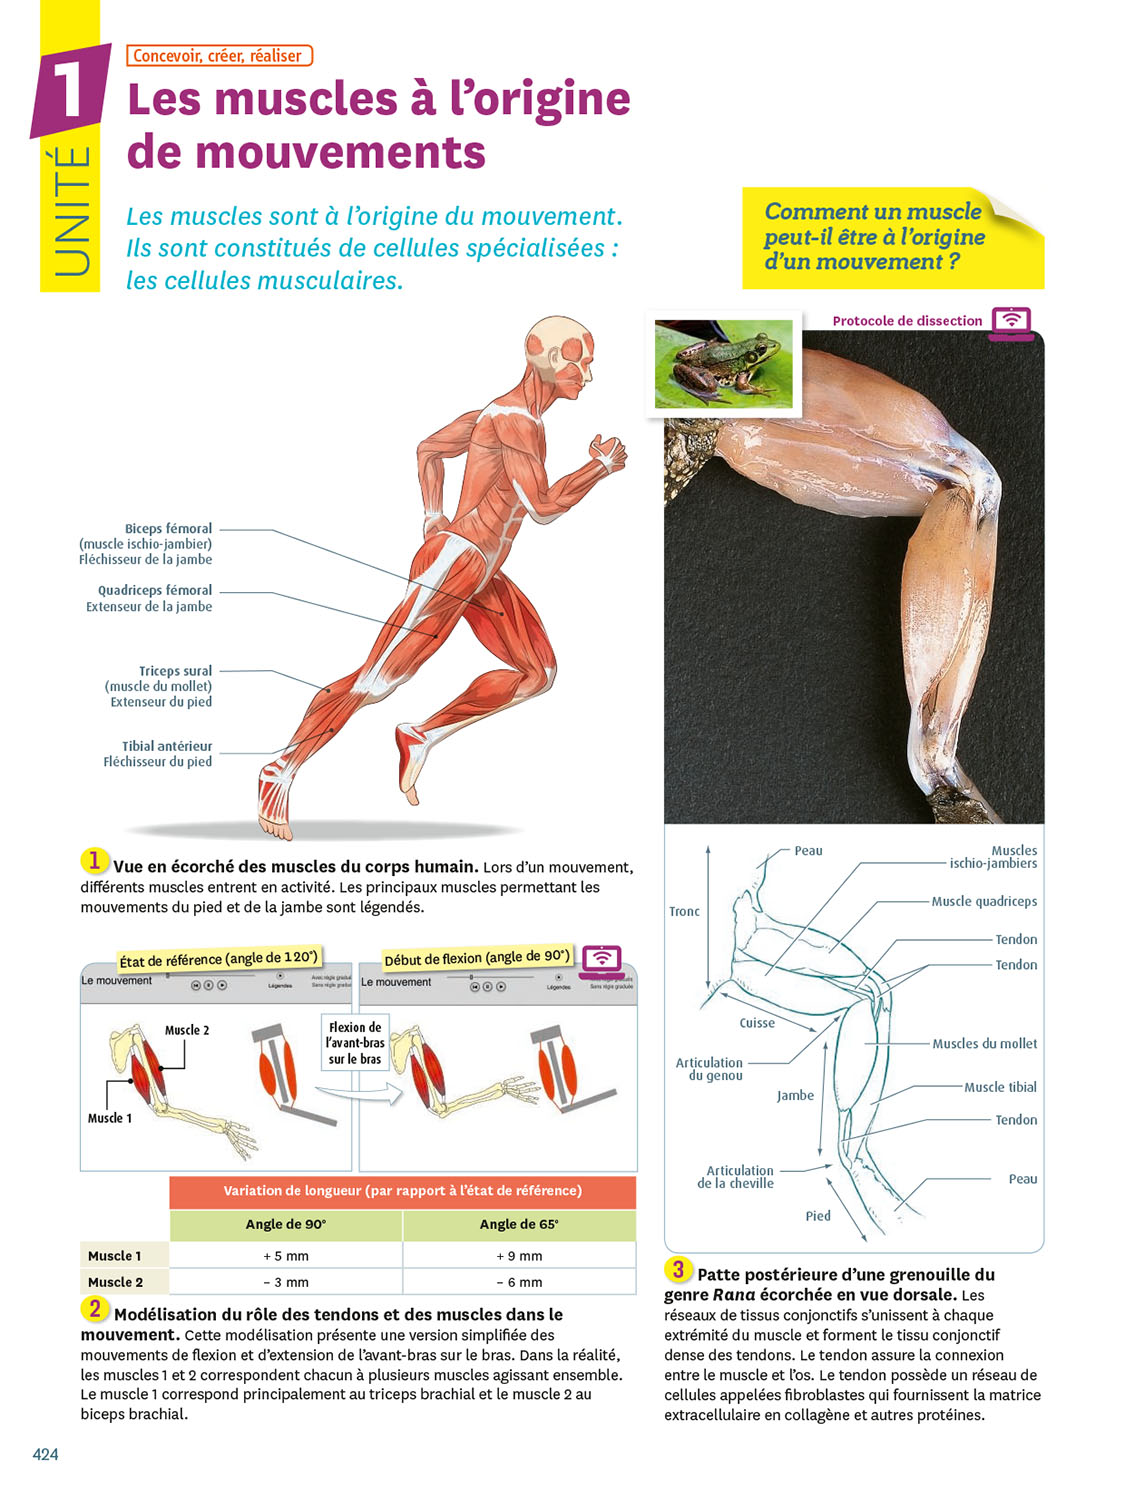 1
UNITÉ
Concevoir, créer, réaliser
Les muscles à l’origine
de mouvements
Les muscles sont à l’origine du mouvement.
Ils sont constitués de cellules spécialisées :
les cellules musculaires.
Comment un muscle
peut-il être à l’origine
d’un mouvement ?
Biceps fémoral
(muscle ischio-jambier)
Fléchisseur de la jambe
Quadriceps fémoral
Extenseur de la jambe
Triceps sural
(muscle du mollet)
Extenseur du pied
Tibial antérieur
Fléchisseur du pied
1 Vue en écorché des muscles du corps humain. Lors d’un mouvement,
différents muscles entrent en activité. Les principaux muscles permettant les
mouvements du pied et de la jambe sont légendés.
État de référence (angle de 120°)
Le mouvement
Légendes
Avec règle gradué
Sans règle gradué
Muscle 2
Muscle 1
Flexion de
l’avant-bras
sur le bras
Début de flexion (angle de 90°)
Le mouvement
Légendes
Sans règle graduée
Variation de longueur (par rapport à l’état de référence)
Angle de 90°
Angle de 65°
Muscle 1
+ 5 mm
+ 9 mm
Muscle 2
– 3 mm
– 6 mm
2 Modélisation du rôle des tendons et des muscles dans le
mouvement. Cette modélisation présente une version simplifiée des
mouvements de flexion et d’extension de l’avant-bras sur le bras. Dans la réalité,
les muscles 1 et 2 correspondent chacun à plusieurs muscles agissant ensemble.
Le muscle 1 correspond principalement au triceps brachial et le muscle 2 au
biceps brachial.
Protocole de dissection
Peau
Muscles
ischio-jambiers
Tronc
Muscle quadriceps
Tendon
Tendon
Cuisse
Muscles du mollet
Articulation
du genou
Jambe
Muscle tibial
Tendon
Articulation
de la cheville
Peau
Pied
3 Patte postérieure d’une grenouille du
genre Rana écorchée en vue dorsale. Les
réseaux de tissus conjonctifs s’unissent à chaque
extrémité du muscle et forment le tissu conjonctif
dense des tendons. Le tendon assure la connexion
entre le muscle et l’os. Le tendon possède un réseau de
cellules appelées fibroblastes qui fournissent la matrice
extracellulaire en collagène et autres protéines.
424